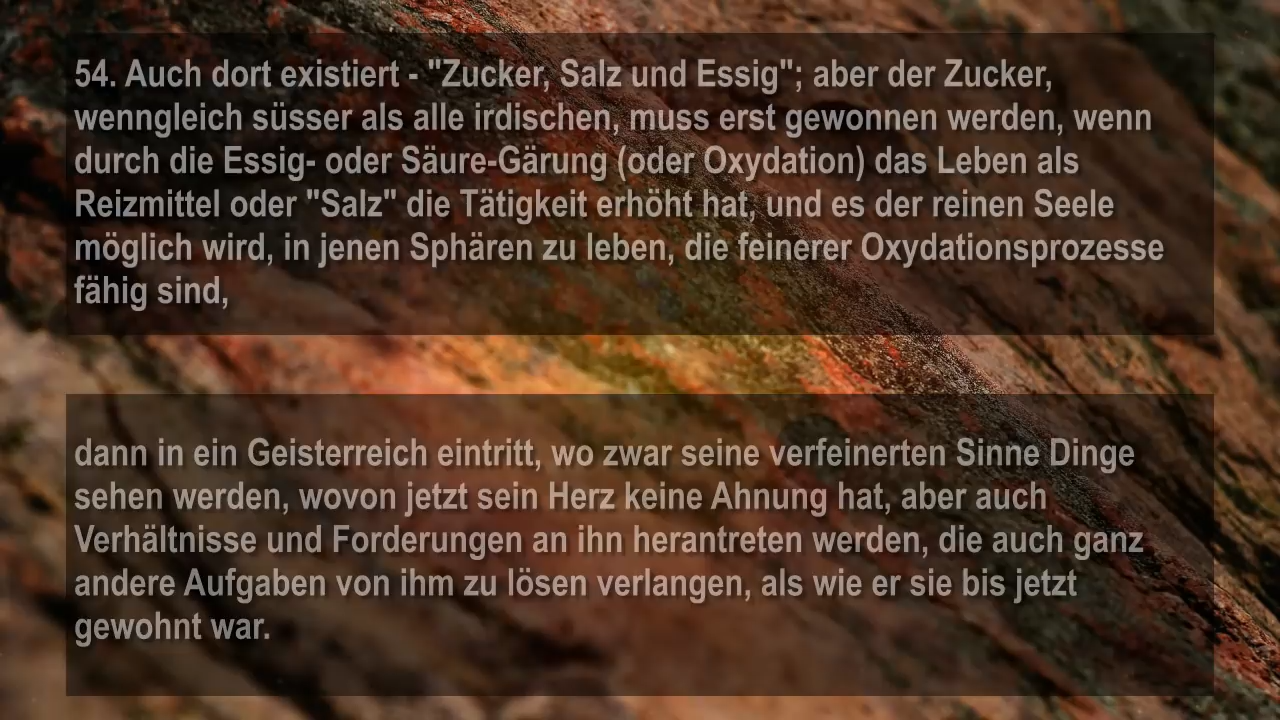 54. Auch dort existiert - "Zucker, Salz und Essig"; aber der Zucker,
wenngleich süsser als alle irdischen, muss erst gewonnen werden, wenn
durch die Essig- oder Säure-Gärung (oder Oxydation) das Leben als
Reizmittel oder "Salz" die Tätigkeit erhöht hat, und es der reinen Seele
möglich wird, in jenen Sphären zu leben, die feinerer Oxydationsprozesse
fähig sind,
dann in ein Geisterreich eintritt, wo zwar seine verfeinerten Sinne Dinge
sehen werden, wovon jetzt sein Herz keine Ahnung hat, aber auch
Verhältnisse und Forderungen an ihn herantreten werden, die auch ganz
andere Aufgaben von ihm zu lösen verlangen, als wie er sie bis jetzt
gewohnt war.